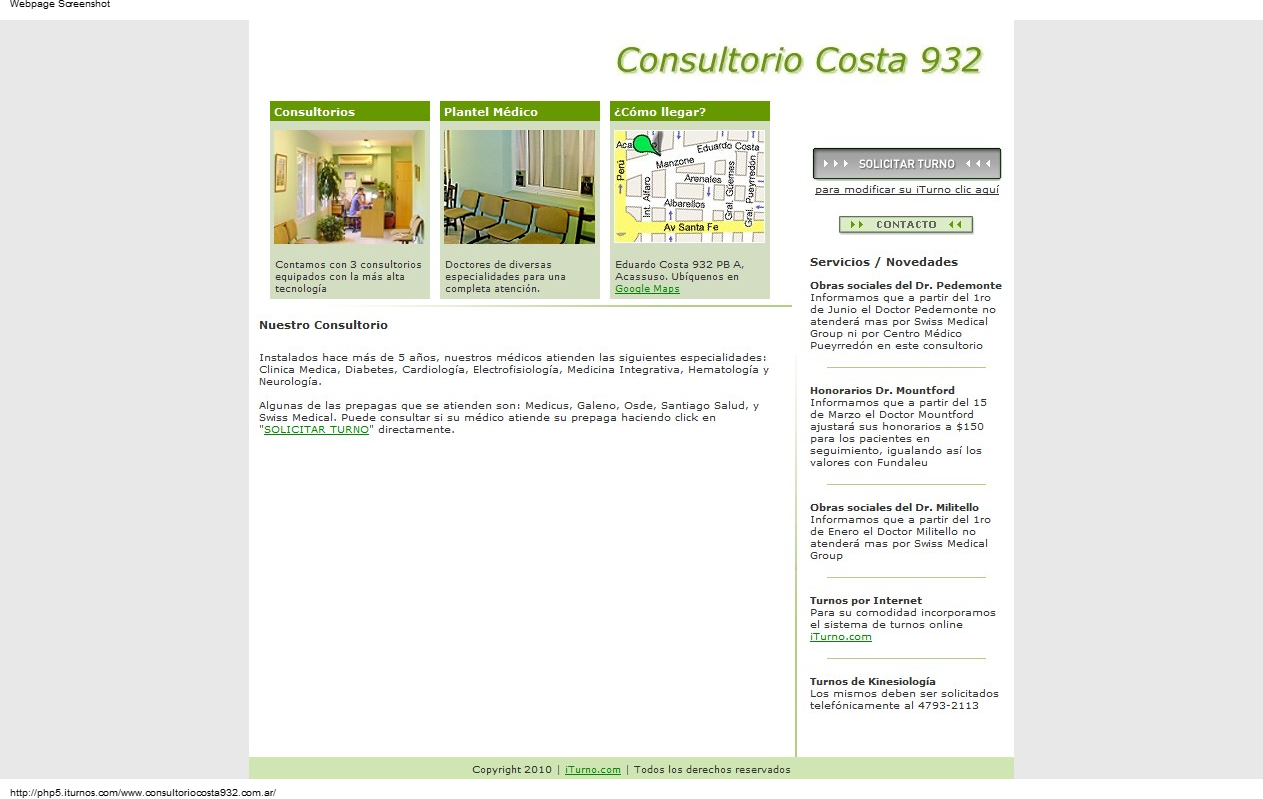 Webpage Screenshot
Consultorio Costa 932
Consultorios
Contamos con 3 consultorios
equipados con la más alta
tecnología
Plantel Médico
Doctores de diversas
especialidades para una
completa atención.
¿Cómo llegar?
Eduardo Costa
Manzone
Perú
Arenales
Int. Alfaro
Gral. Güemes
Gral. Pueyrredón
Albarellos
Av Santa Fe
Eduardo Costa 932 PB A,
Acassuso. Ubíquenos en
Google Maps
SOLICITAR TURNO
para modificar su iTurno clic aquí
CONTACTO
Nuestro Consultorio
Instalados hace más de 5 años, nuestros médicos atienden las siguientes especialidades:
Clinica Medica, Diabetes, Cardiología, Electrofisiología, Medicina Integrativa, Hematología y
Neurología.
Algunas de las prepagas que se atienden son: Medicus, Galeno, Osde, Santiago Salud, y
Swiss Medical. Puede consultar si su médico atiende su prepaga haciendo click en
"SOLICITAR TURNO" directamente.
Servicios / Novedades
Obras sociales del Dr. Pedemonte
Informamos que a partir del 1ro
de Junio el Doctor Pedemonte no
atenderá mas por Swiss Medical
Group ni por Centro Médico
Pueyrredón en este consultorio
Honorarios Dr. Mountford
Informamos que a partir del 15
de Marzo el Doctor Mountford
ajustará sus honorarios a $150
para los pacientes en
seguimiento, igualando así los
valores con Fundaleu
Obras sociales del Dr. Militello
Informamos que a partir del 1ro
de Enero el Doctor Militello no
atenderá mas por Swiss Medical
Group
Turnos por Internet
Para su comodidad incorporamos
el sistema de turnos online
iTurno.com
Turnos de Kinesiología
Los mismos deben ser solicitados
telefónicamente al 4793-2113
Copyright 2010 | iTurno.com | Todos los derechos reservados
http://php5.iturnos.com/www.consultoriocosta932.com.ar/